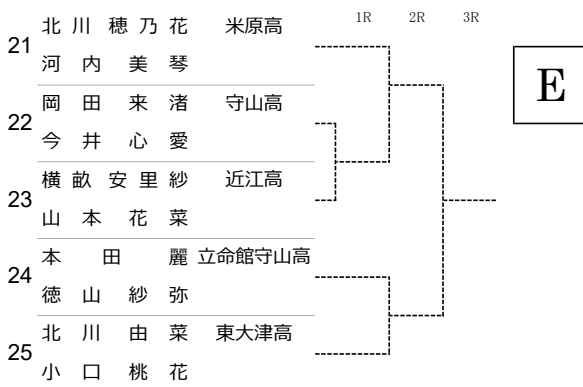 1R 2R 3R
E
21 北川穂乃花 米原高
河内美琴
22 岡田来渚 守山高
今井心愛
23 横畝安里紗 近江高
山本花菜
24 本田麗 立命館守山高
徳山紗弥
25 北川由菜 東大津高
小口桃花